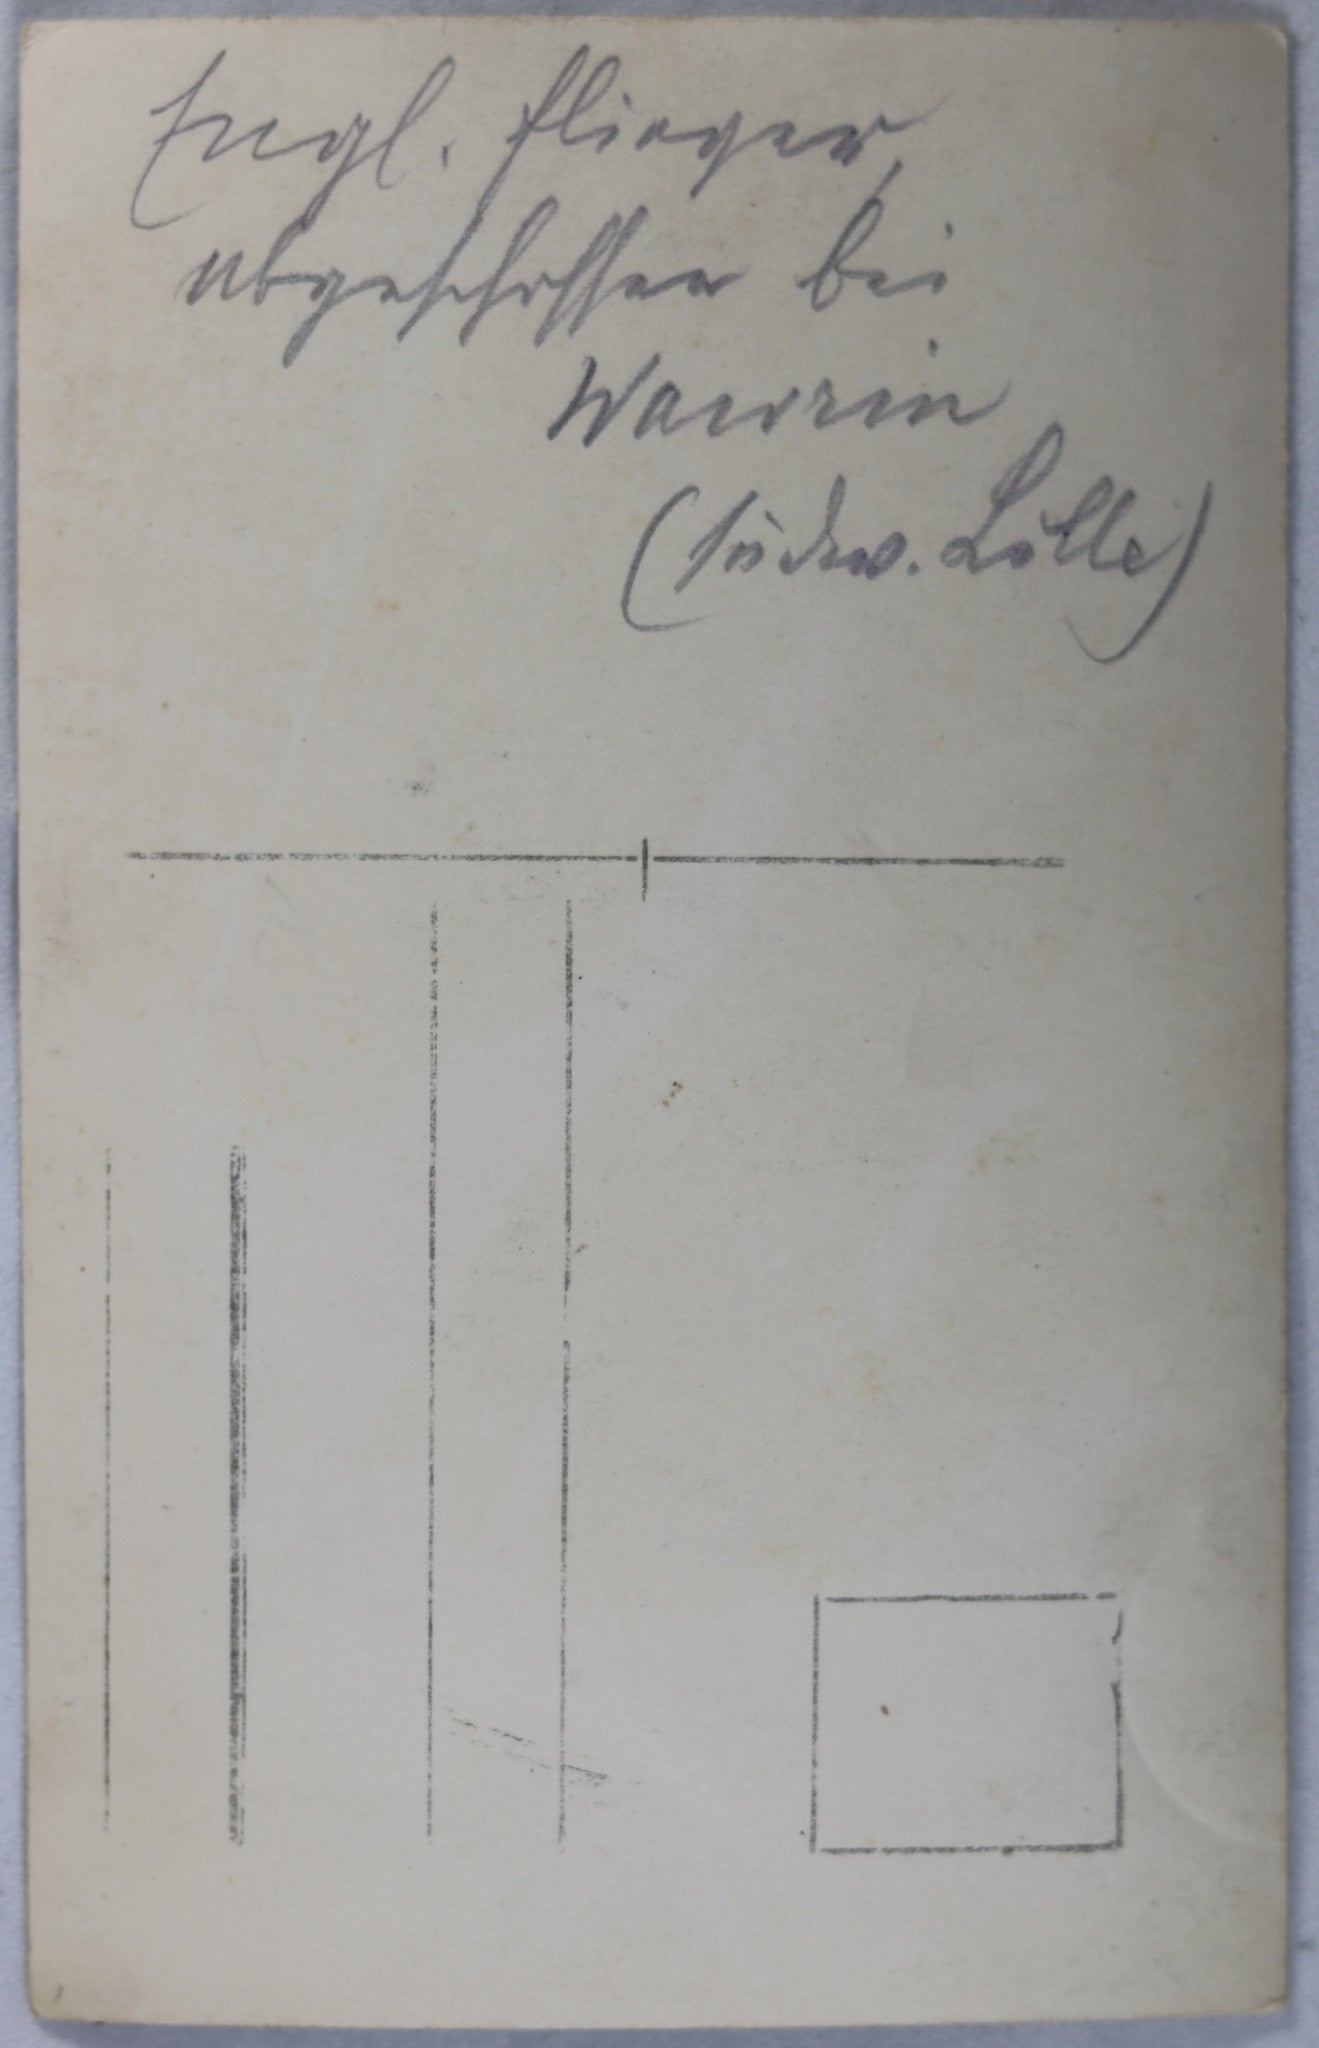 Engl. Flieger,
abgeschossen bei
Wavrin
(südw. Lille)